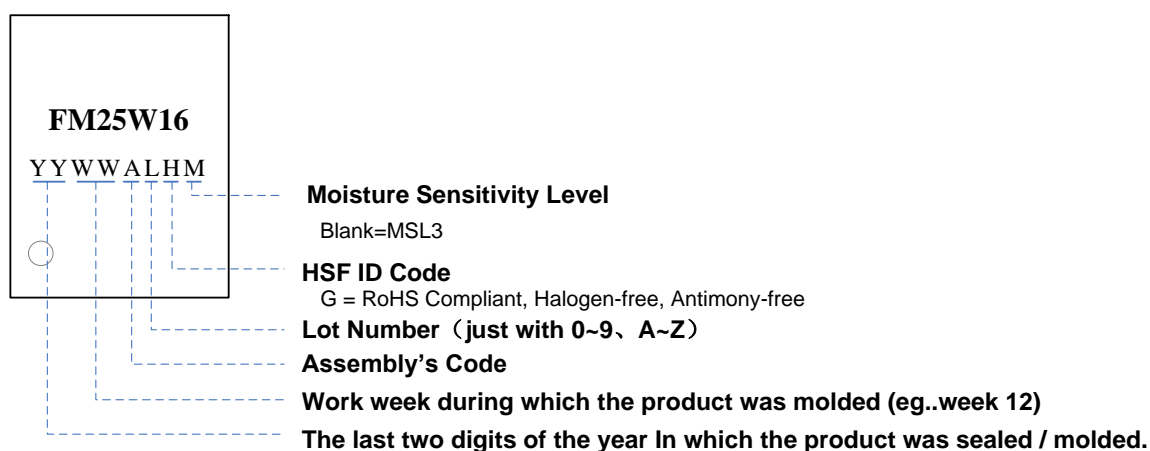 FM25W16
YYWWALHM
Moisture Sensitivity Level
Blank=MSL3
HSF ID Code
G = RoHS Compliant, Halogen-free, Antimony-free
Lot Number（just with 0~9、A~Z）
Assembly's Code
Work week during which the product was molded (eg..week 12)
The last two digits of the year In which the product was sealed / molded.